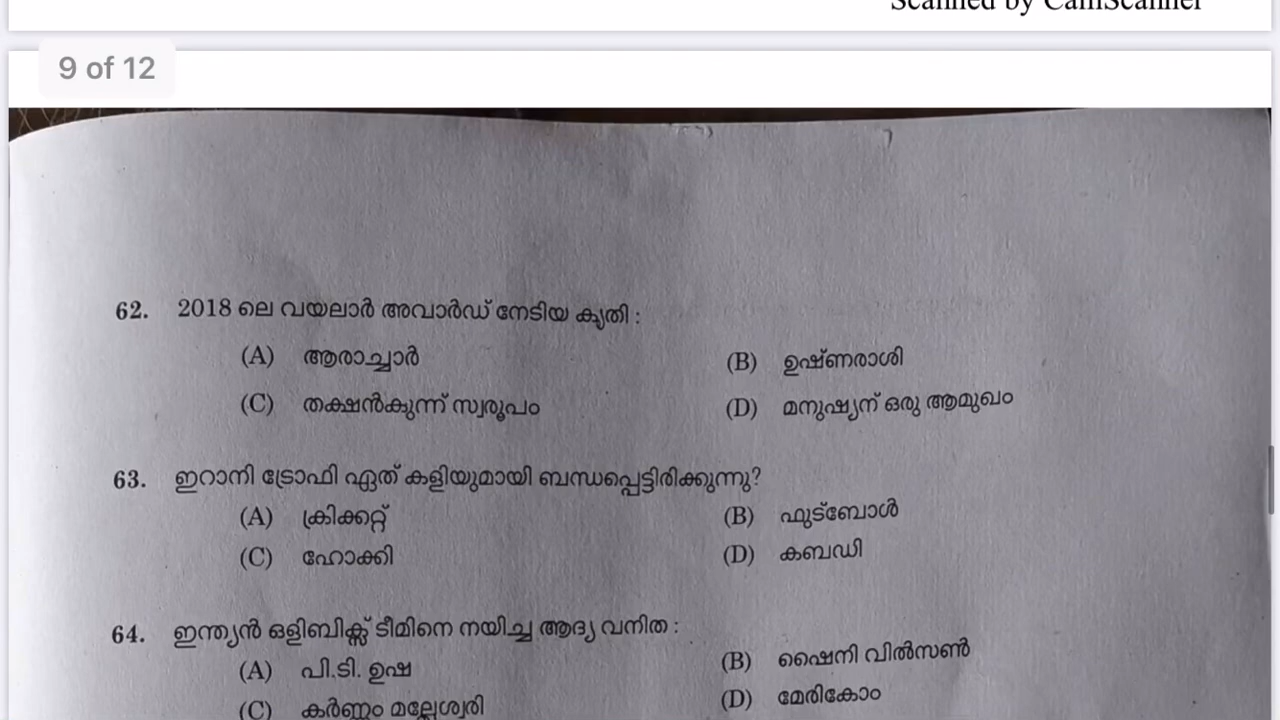 Scanned by CamScanner
9 of 12
62. 2018 ലെ വയലാർ അവാർഡ് നേടിയ കൃതി :
(A) ആരാച്ചാർ (B) ഉഷ്ണരാശി
(C) തക്ഷൻകുന്ന് സ്വരൂപം (D) മനുഷ്യന് ഒരു ആമുഖം
63. ഇറാനി ട്രോഫി ഏത് കളിയുമായി ബന്ധപ്പെട്ടിരിക്കുന്നു?
(A) ക്രിക്കറ്റ് (B) ഫുട്ബോൾ
(C) ഹോക്കി (D) കബഡി
64. ഇന്ത്യൻ ഒളിബിക്സ് ടീമിനെ നയിച്ച ആദ്യ വനിത :
(A) പി.ടി. ഉഷ (B) ഷൈനി വിൽസൺ
(C) കർണ്ണം മല്ലേശ്വരി (D) മേരികോം